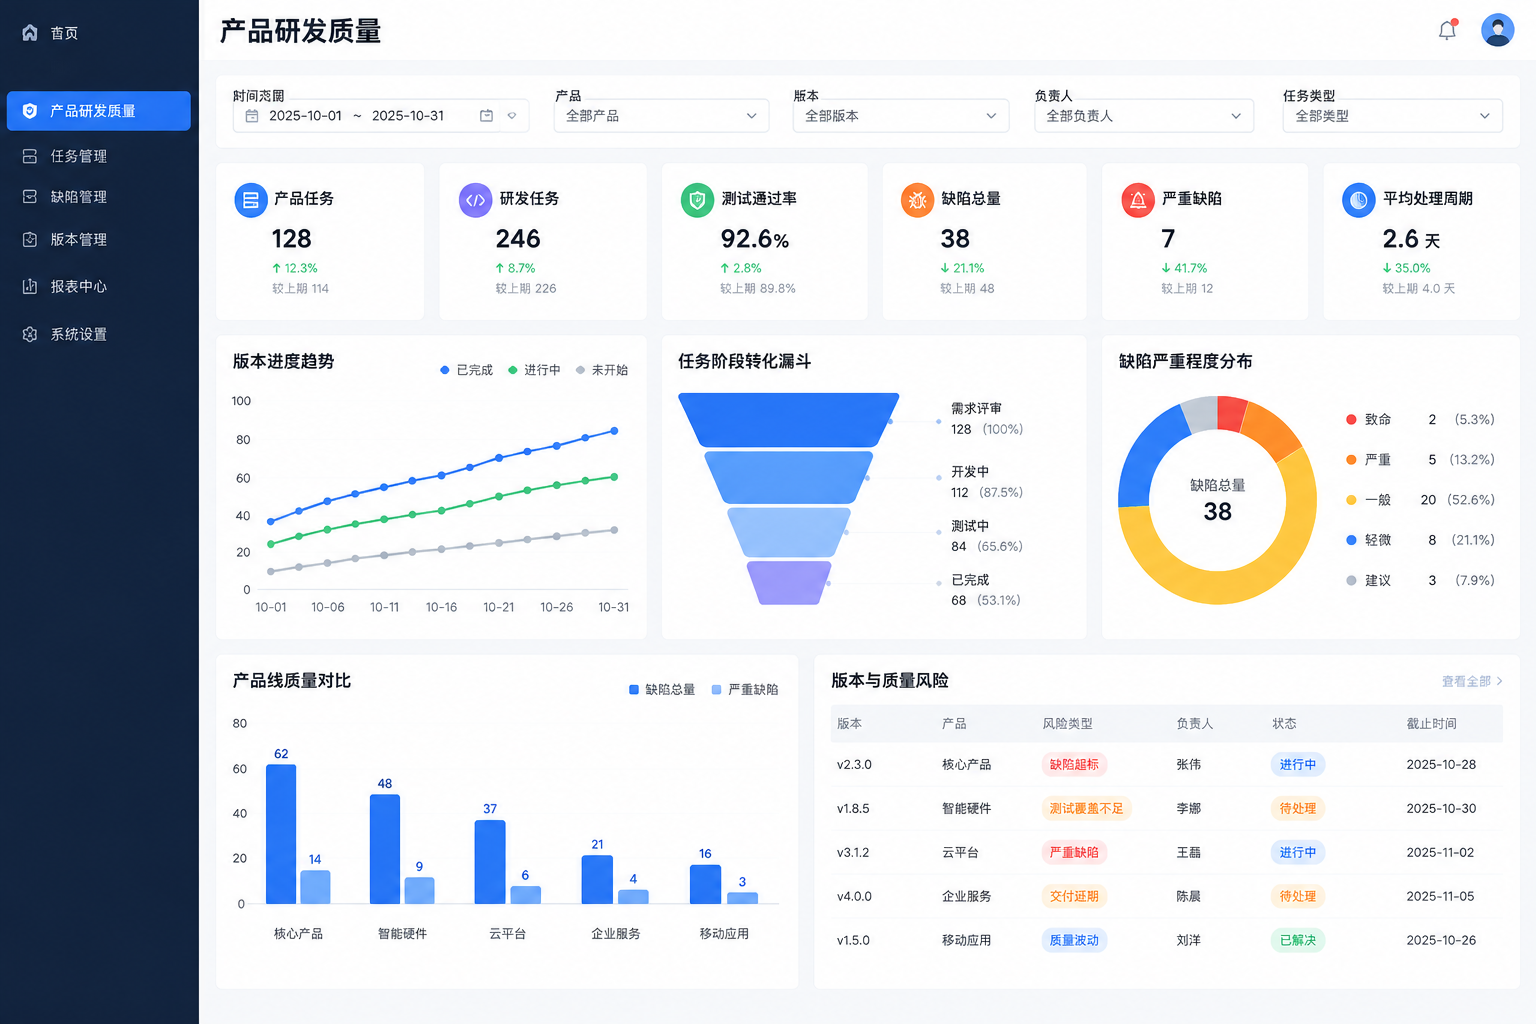 首页
产品研发质量
任务管理
缺陷管理
版本管理
报表中心
系统设置
产品研发质量
时间范围
2025-10-01 ~ 2025-10-31
产品
全部产品
版本
全部版本
负责人
全部负责人
任务类型
全部类型
产品任务
128
↑ 12.3%
较上期 114
研发任务
246
↑ 8.7%
较上期 226
测试通过率
92.6%
↑ 2.8%
较上期 89.8%
缺陷总量
38
↓ 21.1%
较上期 48
严重缺陷
7
↓ 41.7%
较上期 12
平均处理周期
2.6 天
↓ 35.0%
较上期 4.0 天
版本进度趋势
已完成 进行中 未开始
100
80
60
40
20
0
10-01 10-06 10-11 10-16 10-21 10-26 10-31
任务阶段转化漏斗
需求评审
128 (100%)
开发中
112 (87.5%)
测试中
84 (65.6%)
已完成
68 (53.1%)
缺陷严重程度分布
缺陷总量
38
致命 2 (5.3%)
严重 5 (13.2%)
一般 20 (52.6%)
轻微 8 (21.1%)
建议 3 (7.9%)
产品线质量对比
缺陷总量 严重缺陷
80
60
40
20
0
62 14
48 9
37 6
21 4
16 3
核心产品 智能硬件 云平台 企业服务 移动应用
版本与质量风险
查看全部 >
版本 产品 风险类型 负责人 状态 截止时间
v2.3.0 核心产品 缺陷超标 张伟 进行中 2025-10-28
v1.8.5 智能硬件 测试覆盖不足 李娜 待处理 2025-10-30
v3.1.2 云平台 严重缺陷 王磊 进行中 2025-11-02
v4.0.0 企业服务 交付延期 陈晨 待处理 2025-11-05
v1.5.0 移动应用 质量波动 刘洋 已解决 2025-10-26